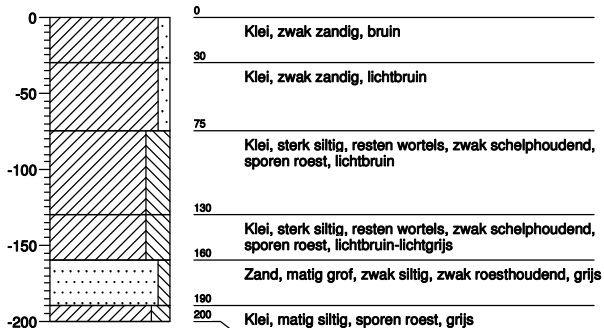 0
0
Klei, zwak zandig, bruin
30
Klei, zwak zandig, lichtbruin
-50
75
Klei, sterk siltig, resten wortels, zwak schelphoudend,
sporen roest, lichtbruin
-100
130
Klei, sterk siltig, resten wortels, zwak schelphoudend,
sporen roest, lichtbruin-lichtgrijs
-150
160
Zand, matig grof, zwak siltig, zwak roesthoudend, grijs
190
-200
200
Klei, matig siltig, sporen roest, grijs